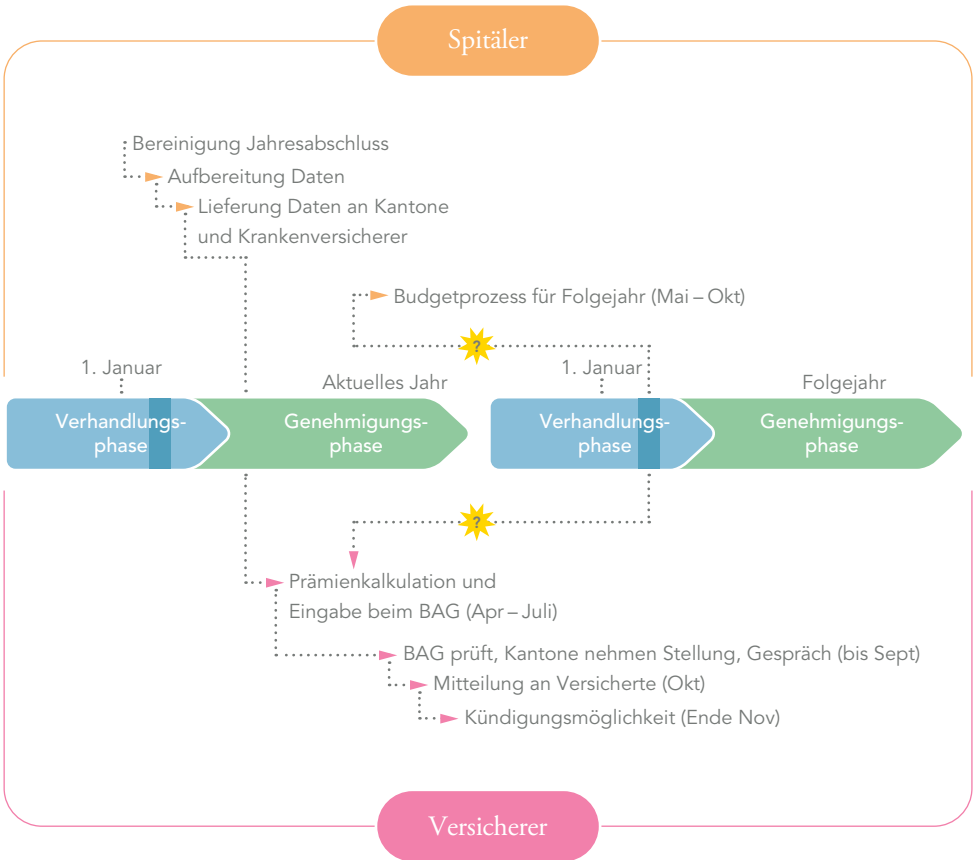 Spitäler
Bereinigung Jahresabschluss
Aufbereitung Daten
Lieferung Daten an Kantone
und Krankenversicherer
Budgetprozess für Folgejahr (Mai – Okt)
?
1. Januar
Aktuelles Jahr
1. Januar
Folgejahr
Verhandlungs-
phase
Genehmigungs-
phase
Verhandlungs-
phase
Genehmigungs-
phase
?
Prämienkalkulation und
Eingabe beim BAG (Apr – Juli)
BAG prüft, Kantone nehmen Stellung, Gespräch (bis Sept)
Mitteilung an Versicherte (Okt)
Kündigungsmöglichkeit (Ende Nov)
Versicherer